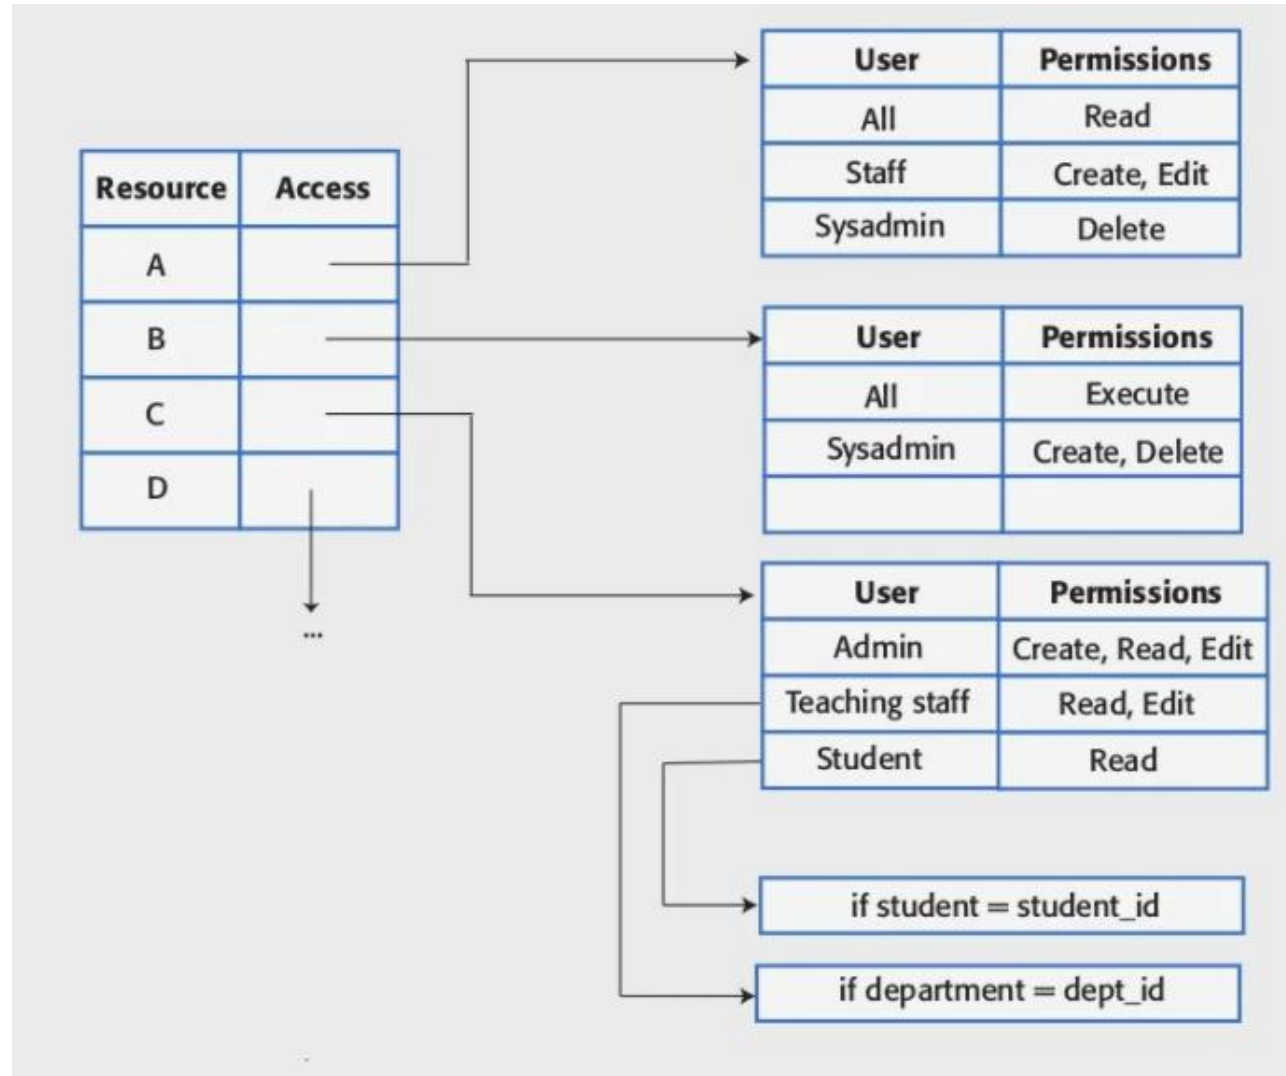 Resource Access
A
B
C
D
...
User Permissions
All Read
Staff Create, Edit
Sysadmin Delete
User Permissions
All Execute
Sysadmin Create, Delete
User Permissions
Admin Create, Read, Edit
Teaching staff Read, Edit
Student Read
if student = student_id
if department = dept_id